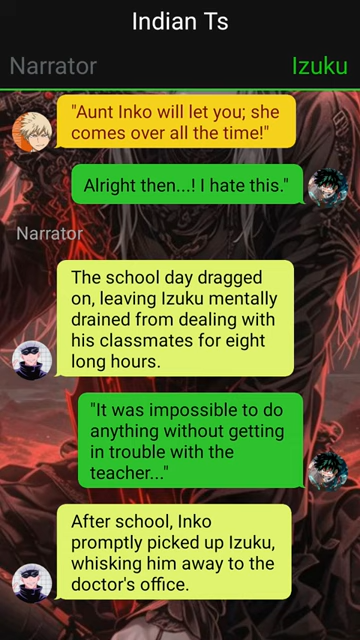 Indian Ts
Narrator Izuku
"Aunt Inko will let you; she
comes over all the time!"
Alright then...! I hate this."
Narrator
The school day dragged
on, leaving Izuku mentally
drained from dealing with
his classmates for eight
long hours.
"It was impossible to do
anything without getting
in trouble with the
teacher..."
After school, Inko
promptly picked up Izuku,
whisking him away to the
doctor's office.